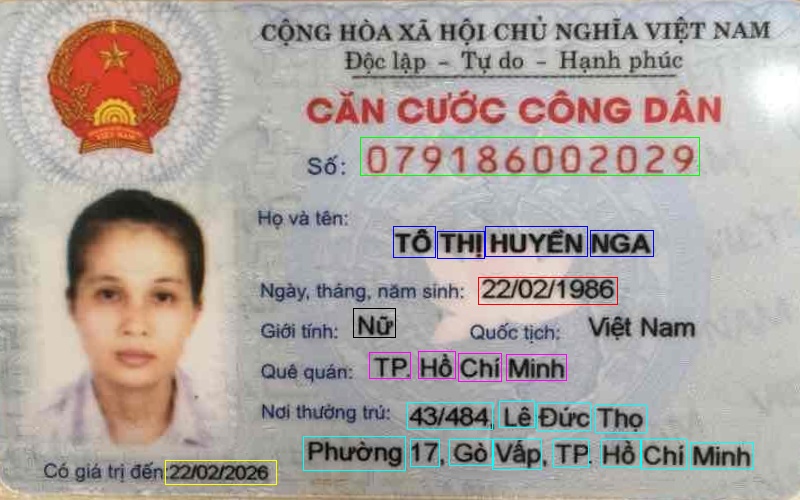 CỘNG HÒA XÃ HỘI CHỦ NGHĨA VIỆT NAM
Độc lập - Tự do - Hạnh phúc
CĂN CƯỚC CÔNG DÂN
Số: 079186002029
Họ và tên:
TÔ THỊ HUYỀN NGA
Ngày, tháng, năm sinh: 22/02/1986
Giới tính: Nữ Quốc tịch: Việt Nam
Quê quán: TP. Hồ Chí Minh
Nơi thường trú: 43/484, Lê Đức Thọ
Phường 17, Gò Vấp, TP. Hồ Chí Minh
Có giá trị đến: 22/02/2026